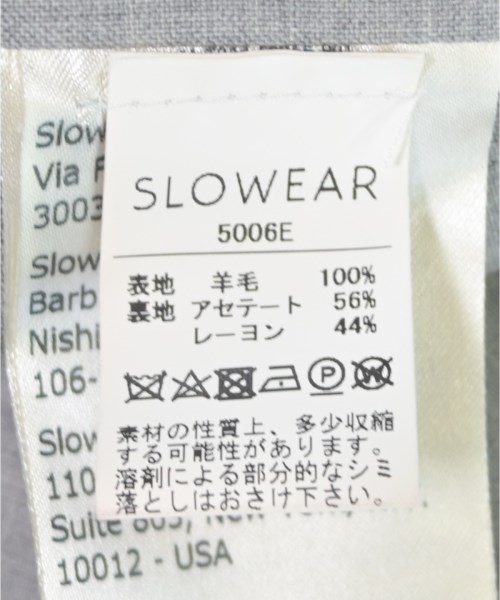 SLOWEAR
5006E
表地 羊毛 100%
裏地 アセテート 56%
レーヨン 44%
P
W
素材の性質上、多少収縮
する可能性があります。
溶剤による部分的なシミ
落としはおさけ下さい。
Slow
Via
3003
Slow
Barb
Nishi
106-
Slow
110
Suite
10012 - USA